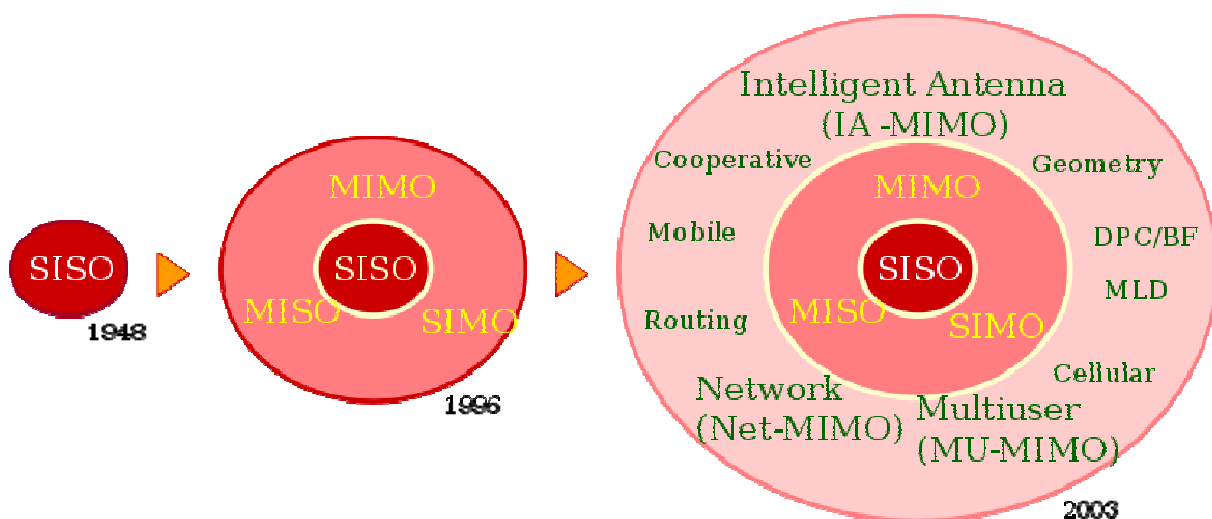 SISO
1948
MIMO
SISO
MISO
SIMO
1996
Intelligent Antenna
(IA -MIMO)
Cooperative
Geometry
MIMO
Mobile
DPC/BF
SISO
MLD
MISO
SIMO
Routing
Cellular
Network
(Net-MIMO)
Multiuser
(MU-MIMO)
2003